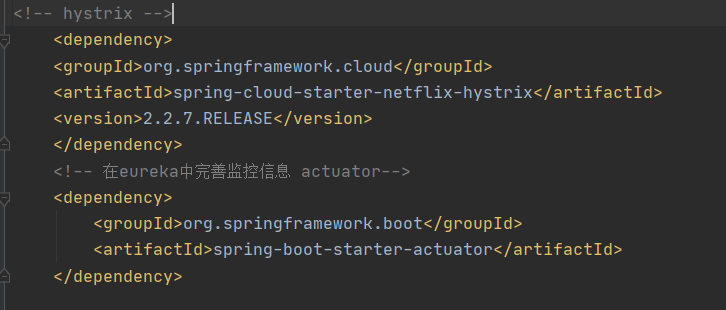 <!-- hystrix -->
<dependency>
<groupId>org.springframework.cloud</groupId>
<artifactId>spring-cloud-starter-netflix-hystrix</artifactId>
<version>2.2.7.RELEASE</version>
</dependency>
<!-- 在eureka中完善监控信息 actuator-->
<dependency>
<groupId>org.springframework.boot</groupId>
<artifactId>spring-boot-starter-actuator</artifactId>
</dependency>